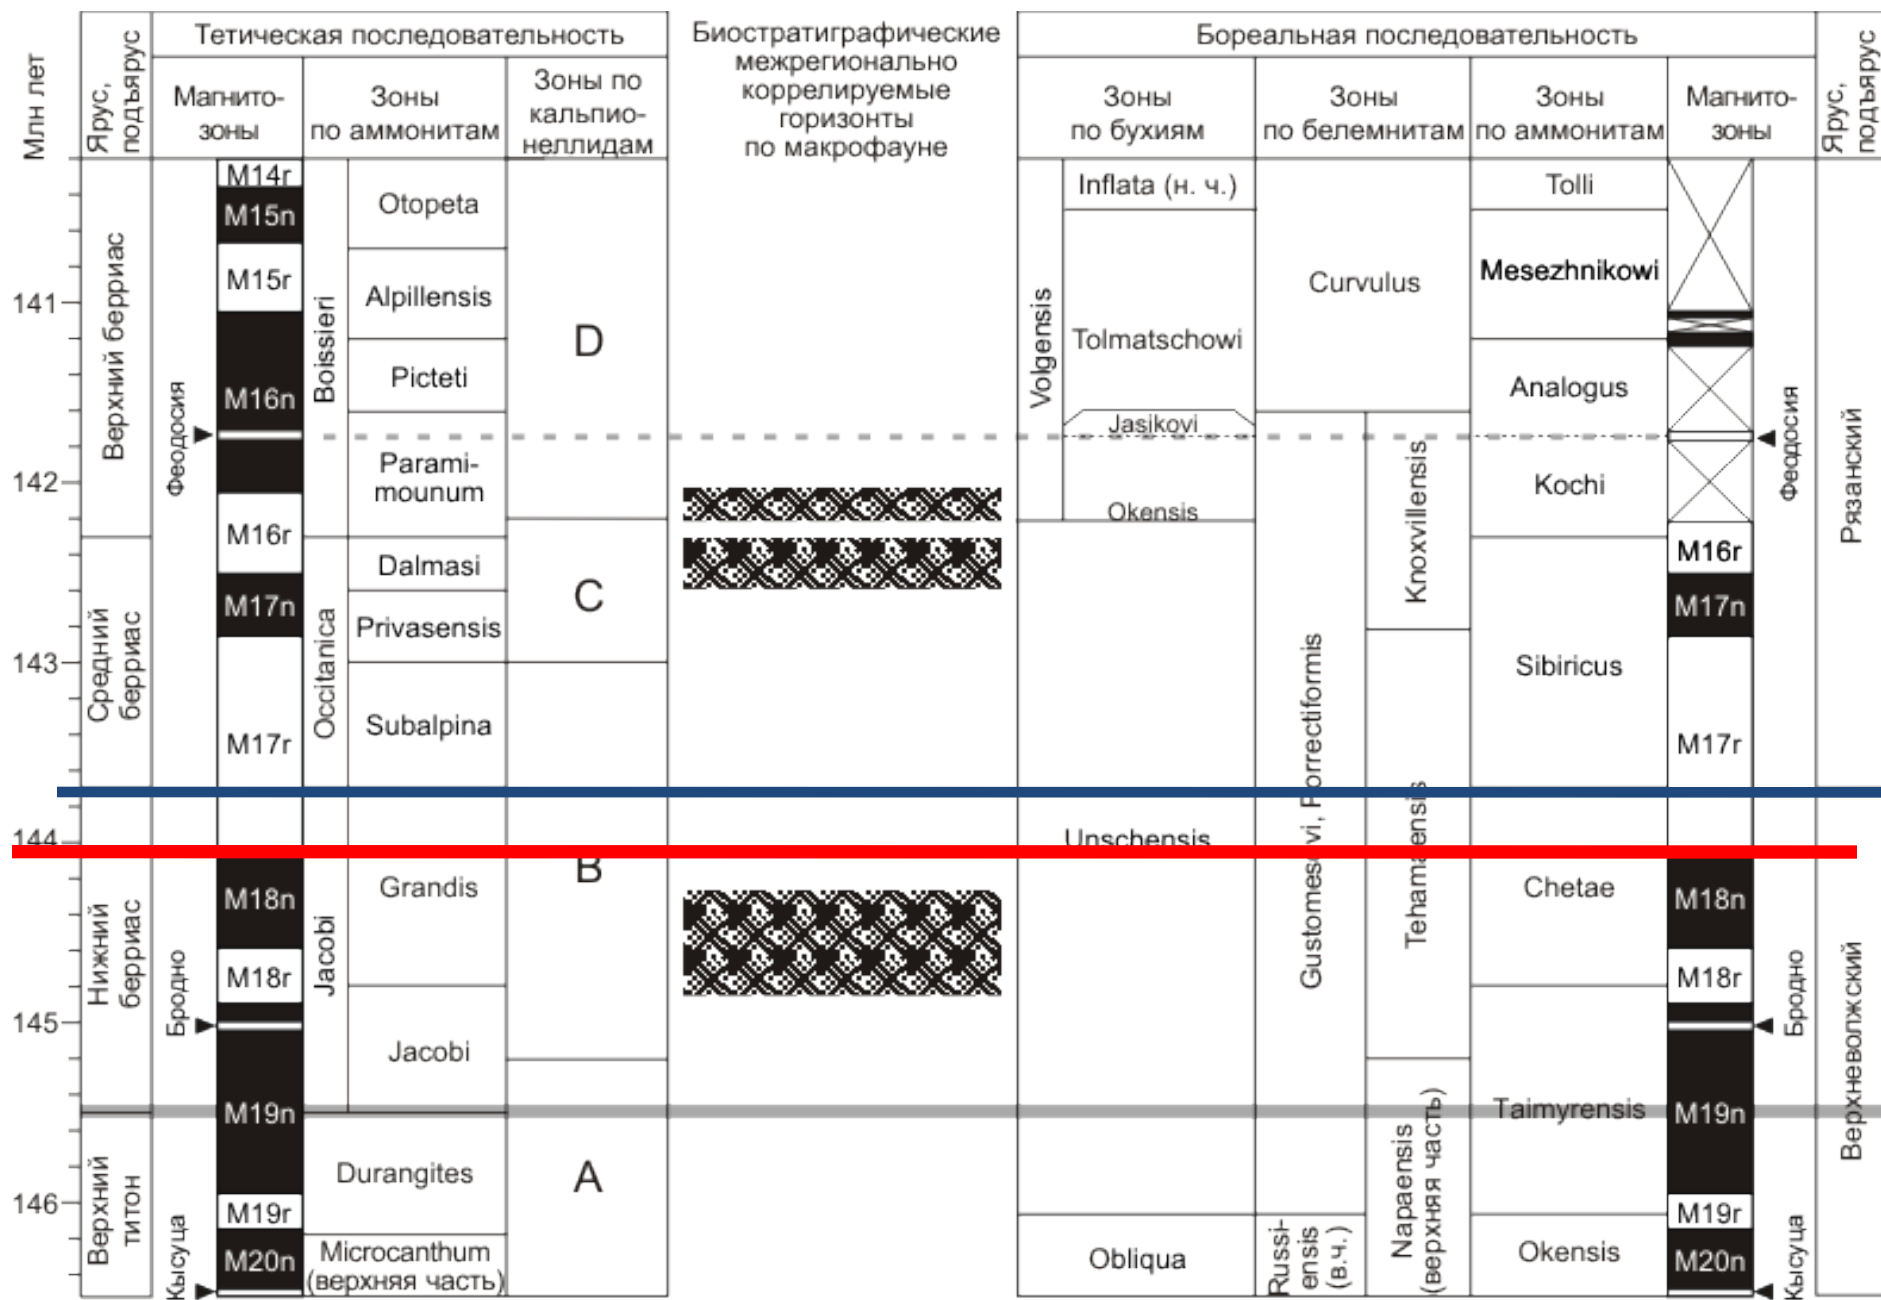 Млн лет
Ярус,
подъярус
Тетическая последовательность
Магнито-
зоны
Зоны
по аммонитам
Зоны по
кальпио-
неллидам
Биостратиграфические
межрегионально
коррелируемые
горизонты
по макрофауне
Бореальная последовательность
Зоны
по бухиям
Зоны
по белемнитам
Зоны
по аммонитам
Магнито-
зоны
Ярус,
подъярус
141
142
143
144
145
146
Верхний берриас
Средний
берриас
Нижний
берриас
Верхний
титон
Феодосия
Бродно
Кысуца
M14r
M15n
M15r
M16n
M16r
M17n
M17r
M18n
M18r
M19n
M19r
M20n
Boissieri
Occitanica
Jacobi
Otopeta
Alpillensis
Picteti
Parami-
mounum
Dalmasi
Privasensis
Subalpina
Grandis
Jacobi
Durangites
Microcanthum
(верхняя часть)
D
C
B
A
Volgensis
Inflata (н. ч.)
Tolmatschowi
Jasikovi
Okensis
Unschensis
Obliqua
Curvulus
Gustomesovi, Porrectiformis
Knoxvillensis
Tehamaensis
Russi-
ensis
(в.ч.)
Napaensis
(верхняя часть)
Tolli
Mesezhnikowi
Analogus
Kochi
Sibiricus
Chetae
Taimyrensis
Okensis
M16r
M17n
M17r
M18n
M18r
M19n
M19r
M20n
Феодосия
Бродно
Кысуца
Рязанский
Верхневолжский